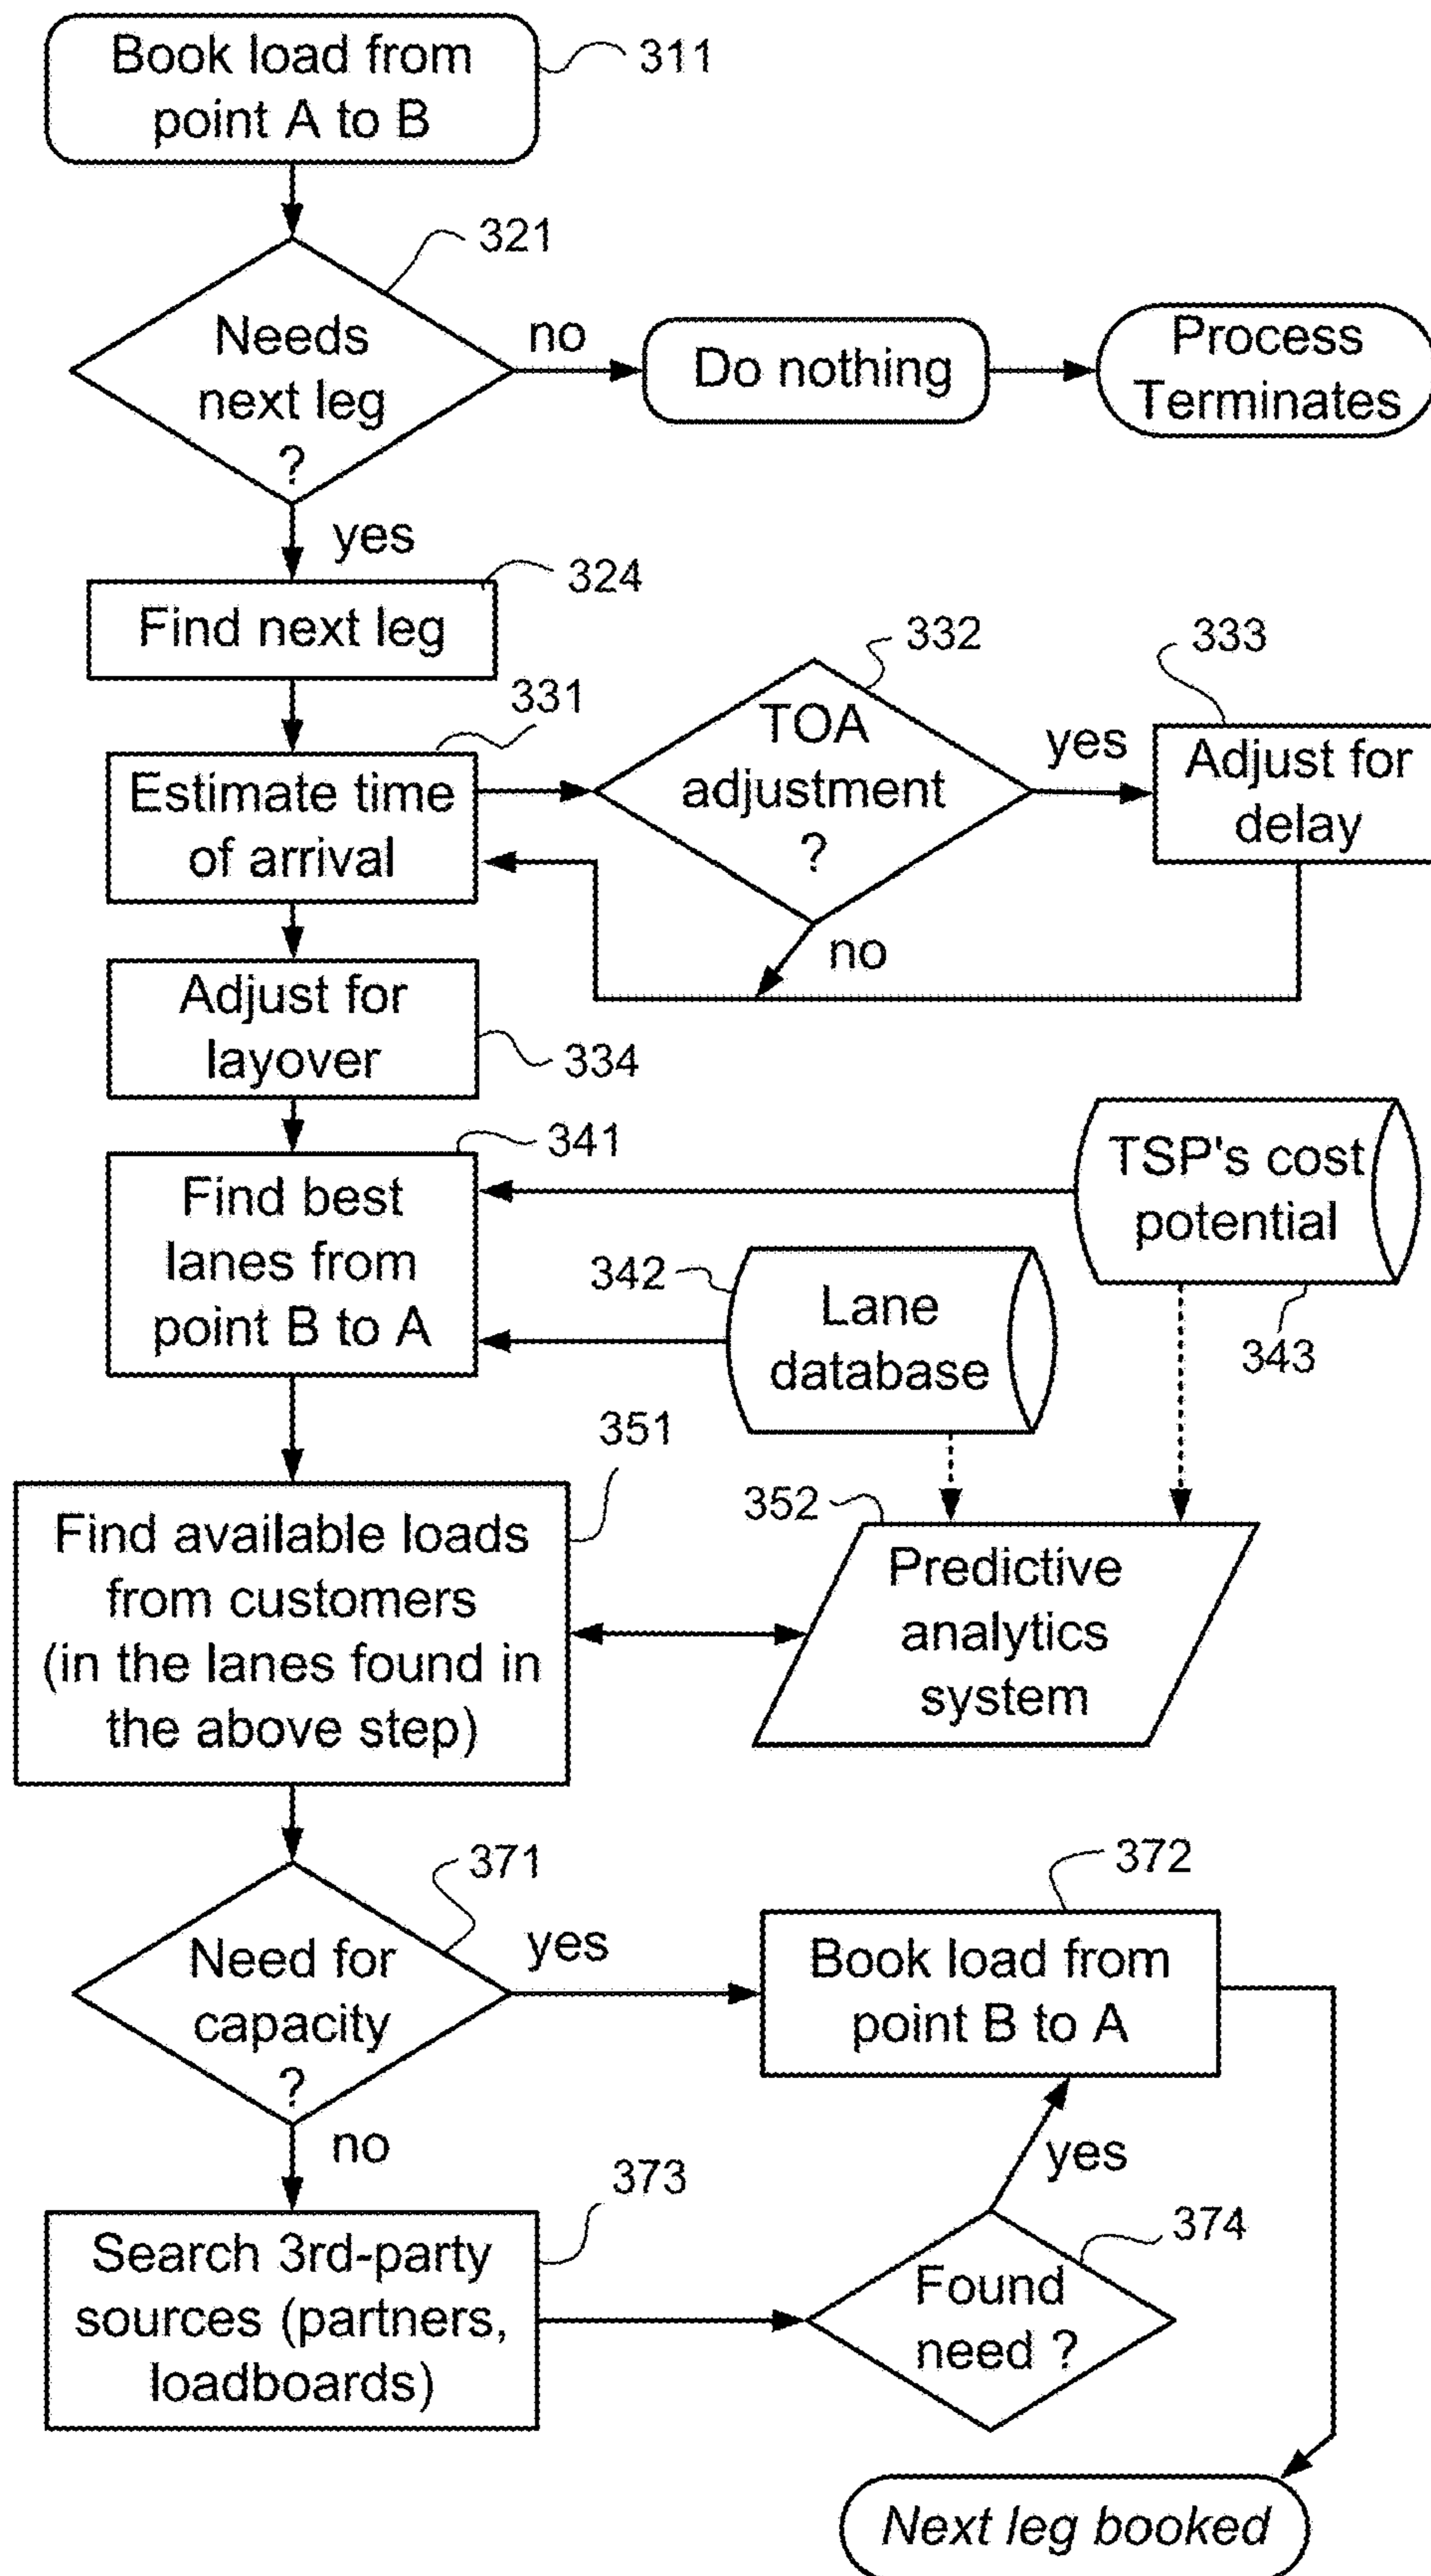 Book load from
point A to B
311
321
Needs
next leg
?
no
Do nothing
Process
Terminates
yes
324
Find next leg
331
Estimate time
of arrival
332
TOA
adjustment
?
yes
333
Adjust for
delay
no
Adjust for
layover
334
341
Find best
lanes from
point B to A
TSP's cost
potential
343
342
Lane
database
351
Find available loads
from customers
(in the lanes found in
the above step)
352
Predictive
analytics
system
371
Need for
capacity
?
yes
372
Book load from
point B to A
no
373
Search 3rd-party
sources (partners,
loadboards)
yes
374
Found
need ?
Next leg booked